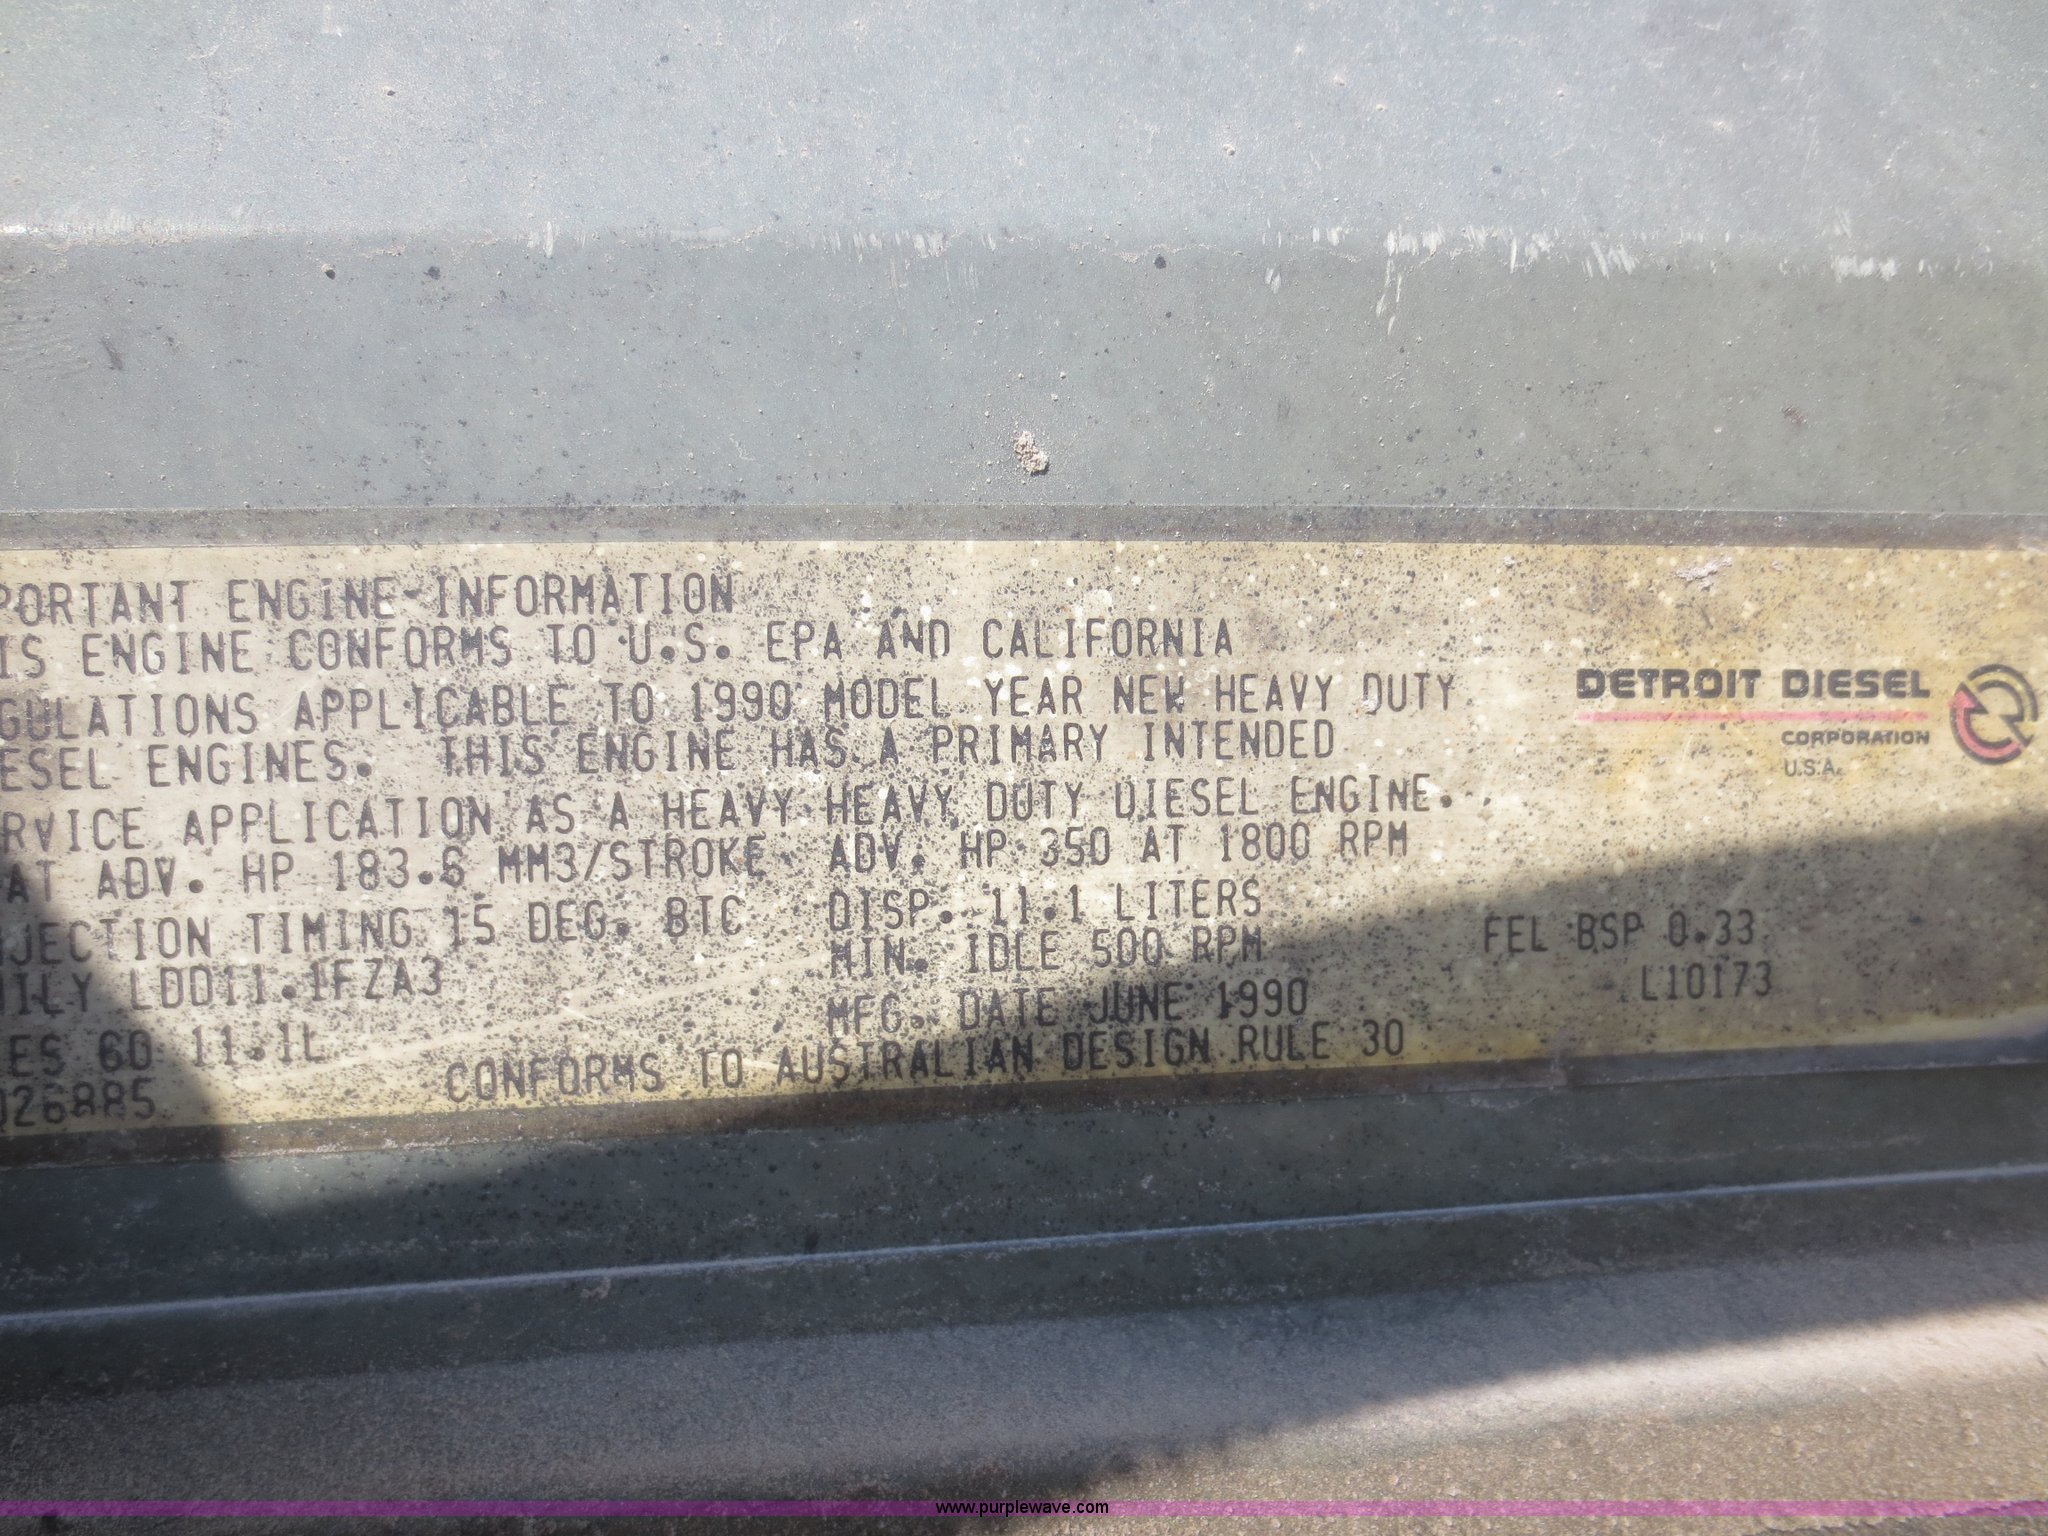 PORTANT ENGINE INFORMATION
IS ENGINE CONFORMS TO U.S. EPA AND CALIFORNIA
GULATIONS APPLICABLE TO 1990 MODEL YEAR NEW HEAVY DUTY
ESEL ENGINES. THIS ENGINE HAS A PRIMARY INTENDED
RVICE APPLICATION AS A HEAVY HEAVY DUTY DIESEL ENGINE.
AT ADV. HP 183.6 MM3/STROKE ADV. HP 350 AT 1800 RPM
JECTION TIMING 15 DEG. BTC DISP. 11.1 LITERS
MILY LDD11.1FZA3 MIN. IDLE 500 RPM FEL BSP 0.33
IES 60 11.1L MFG. DATE JUNE 1990 L10173
026885 CONFORMS TO AUSTRALIAN DESIGN RULE 30
DETROIT DIESEL
CORPORATION
U.S.A.
www.purplewave.com